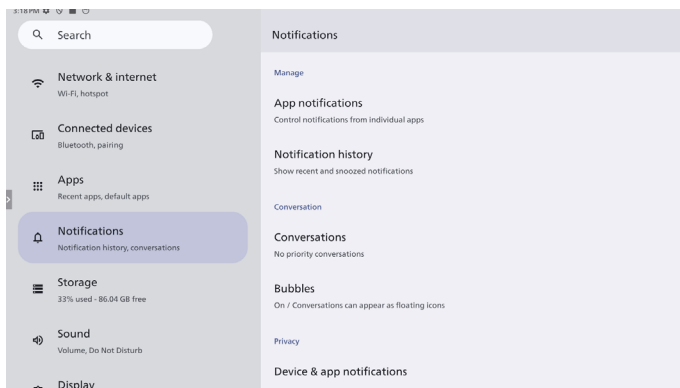 3:18 PM
Search
Network & internet
Wi-Fi, hotspot
Connected devices
Bluetooth, pairing
Apps
Recent apps, default apps
Notifications
Notification history, conversations
Storage
33% used - 86.04 GB free
Sound
Volume, Do Not Disturb
Display
Notifications
Manage
App notifications
Control notifications from individual apps
Notification history
Show recent and snoozed notifications
Conversation
Conversations
No priority conversations
Bubbles
On / Conversations can appear as floating icons
Privacy
Device & app notifications